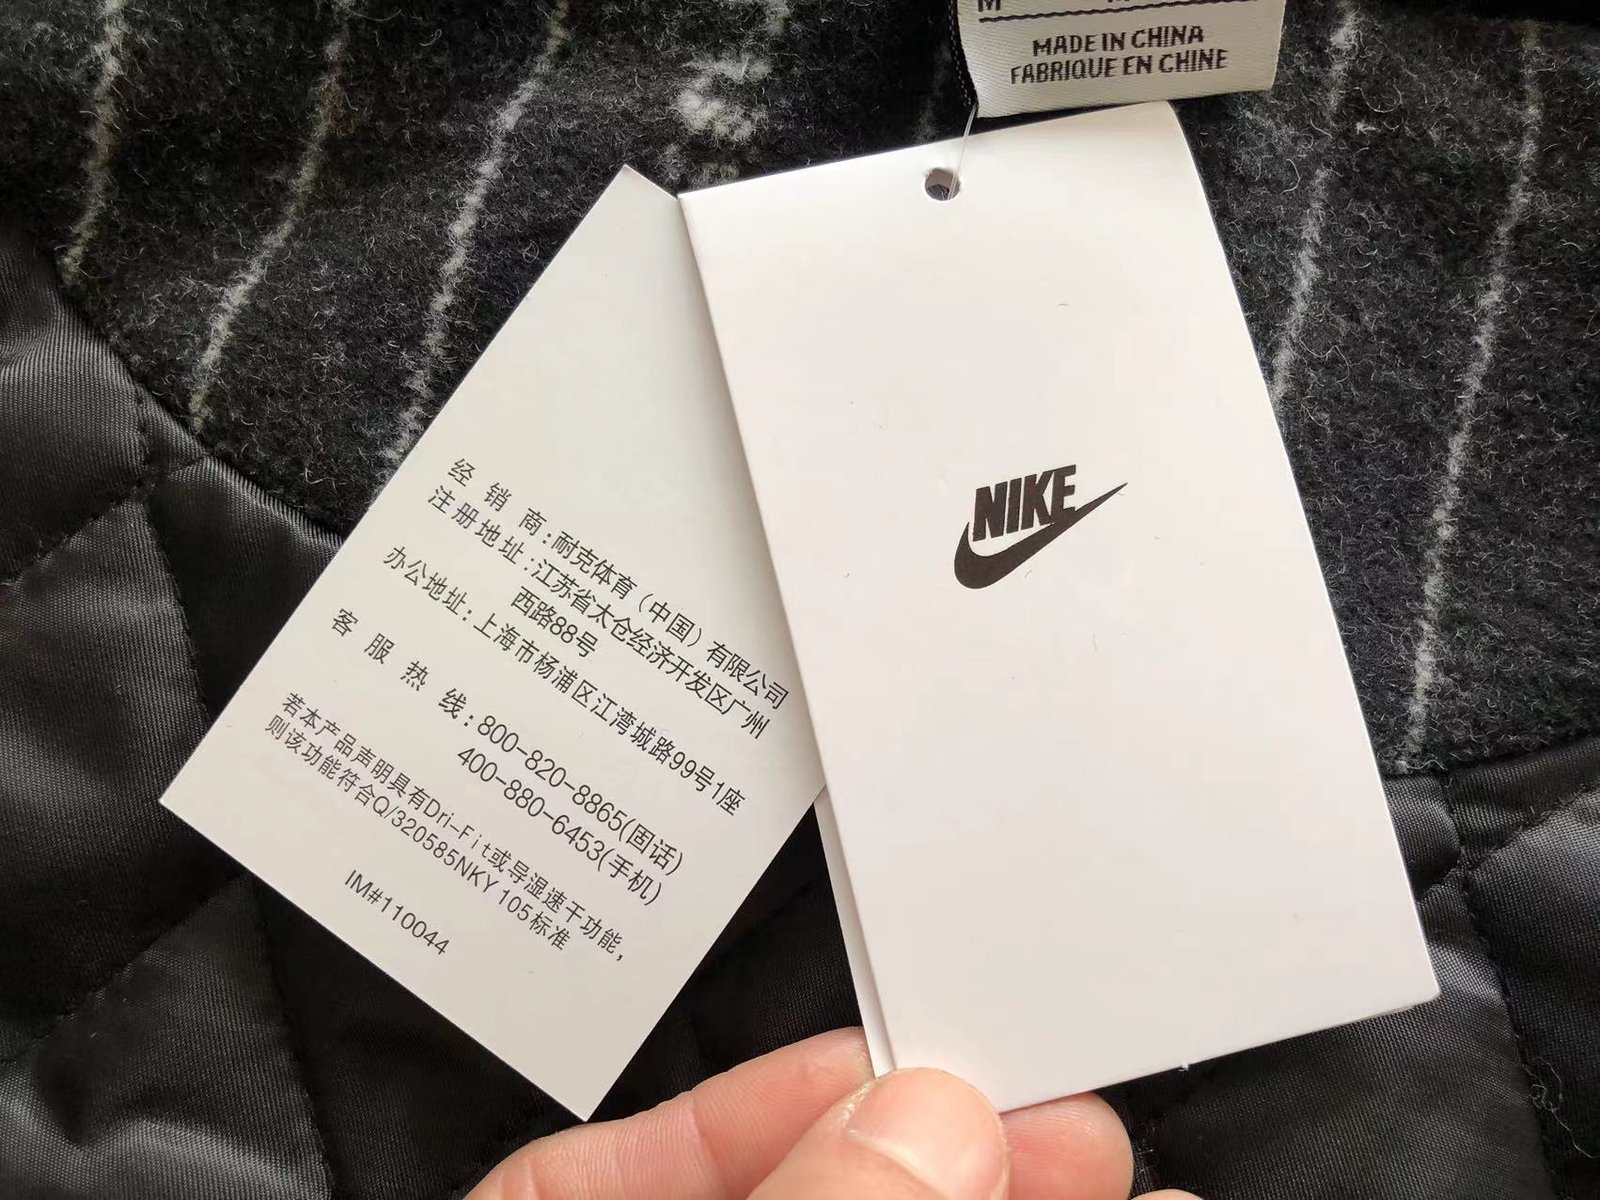 MADE IN CHINA
FABRIQUE EN CHINE
NIKE
经销商:耐克体育(中国)有限公司
注册地址:江苏省太仓经济开发区广州
西路88号
办公地址:上海市杨浦区江湾城路99号1座
客服热线:800-820-8865(固话)
400-880-6453(手机)
若本产品声明具有Dri-Fit或导湿速干功能,
则该功能符合Q/320585NKY 105标准
IM#110044